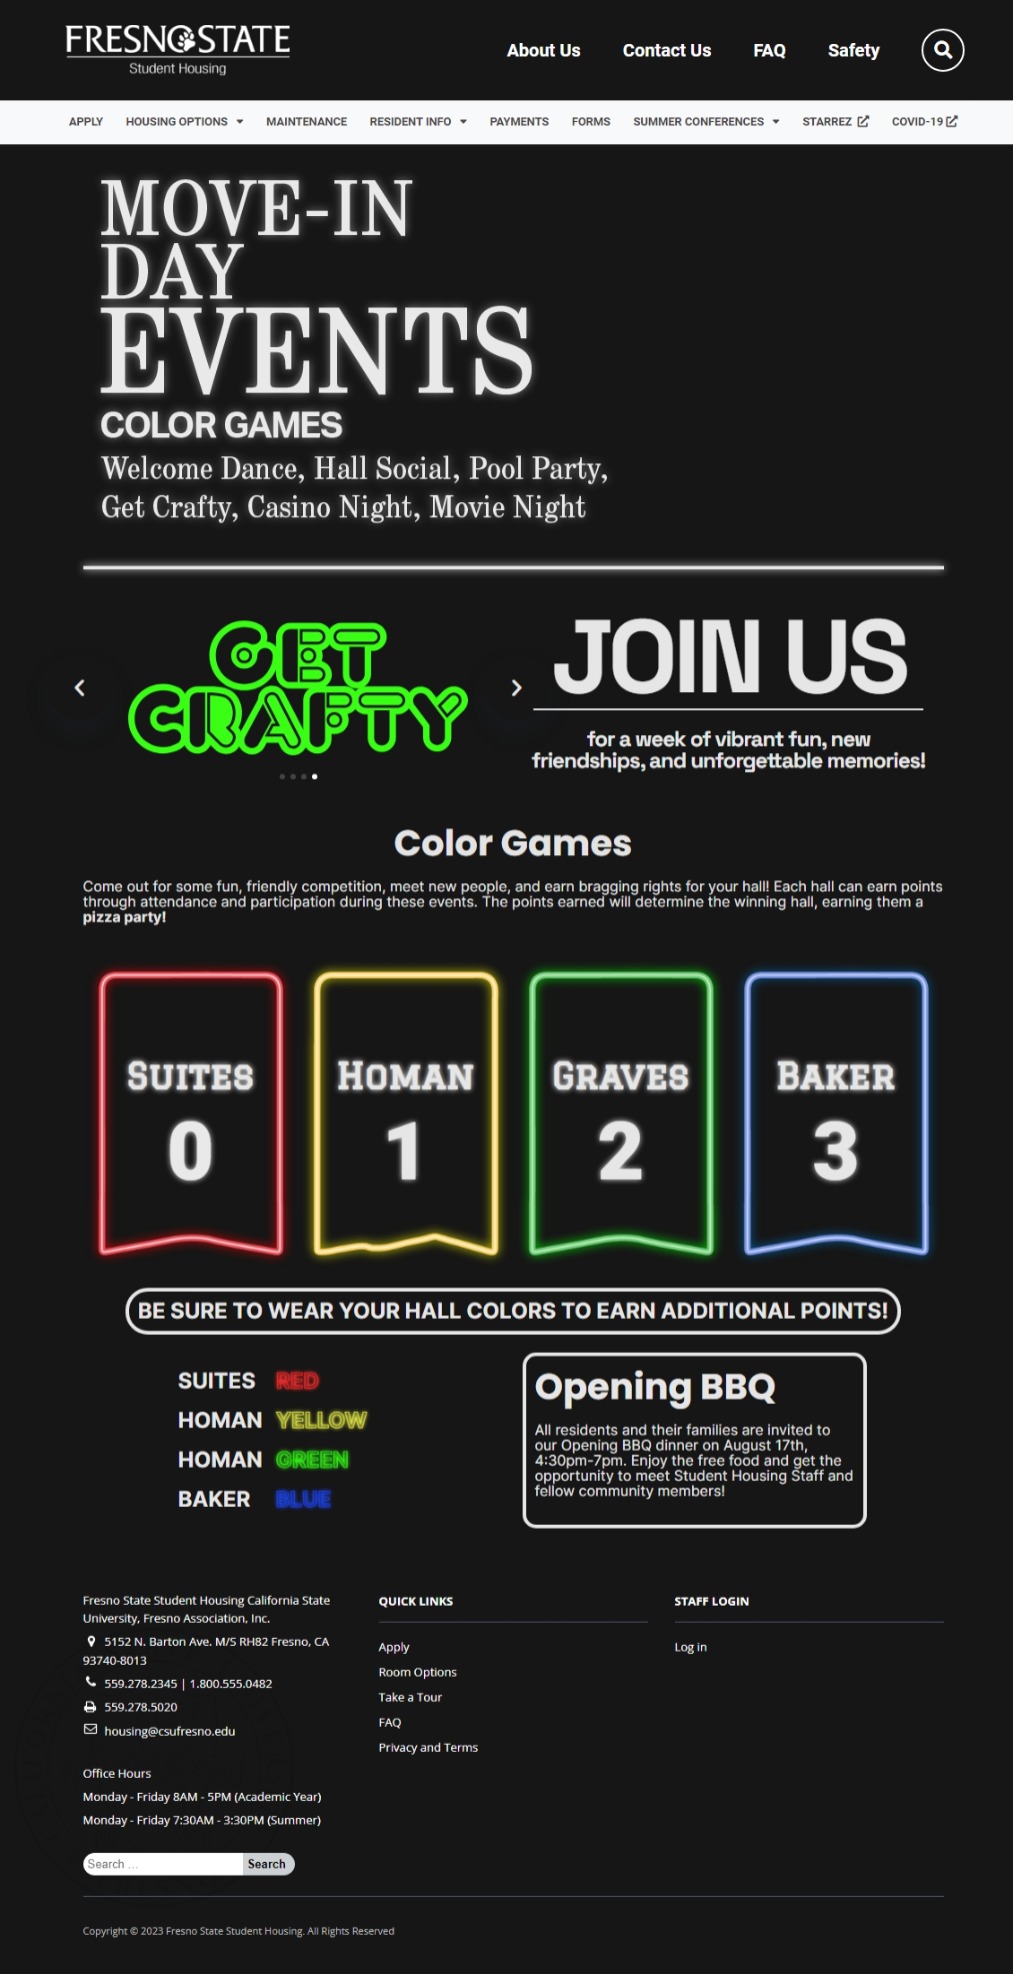 FRESNO STATE
Student Housing
About Us
Contact Us
FAQ
Safety
APPLY
HOUSING OPTIONS
MAINTENANCE
RESIDENT INFO
PAYMENTS
FORMS
SUMMER CONFERENCES
STARREZ
COVID-19
MOVE-IN
DAY
EVENTS
COLOR GAMES
Welcome Dance, Hall Social, Pool Party,
Get Crafty, Casino Night, Movie Night
GET
CRAFTY
JOIN US
for a week of vibrant fun, new
friendships, and unforgettable memories!
Color Games
Come out for some fun, friendly competition, meet new people, and earn bragging rights for your hall! Each hall can earn points
through attendance and participation during these events. The points earned will determine the winning hall, earning them a
pizza party!
SUITES
0
HOMAN
1
GRAVES
2
BAKER
3
BE SURE TO WEAR YOUR HALL COLORS TO EARN ADDITIONAL POINTS!
SUITES RED
HOMAN YELLOW
HOMAN GREEN
BAKER BLUE
Opening BBQ
All residents and their families are invited to
our Opening BBQ dinner on August 17th,
4:30pm-7pm. Enjoy the free food and get the
opportunity to meet Student Housing Staff and
fellow community members!
Fresno State Student Housing California State
University, Fresno Association, Inc.
5152 N. Barton Ave. M/S RH82 Fresno, CA
93740-8013
559.278.2345 | 1.800.555.0482
559.278.5020
housing@csufresno.edu
Office Hours
Monday - Friday 8AM - 5PM (Academic Year)
Monday - Friday 7:30AM - 3:30PM (Summer)
Search ...
Search
QUICK LINKS
Apply
Room Options
Take a Tour
FAQ
Privacy and Terms
STAFF LOGIN
Log in
Copyright © 2023 Fresno State Student Housing. All Rights Reserved